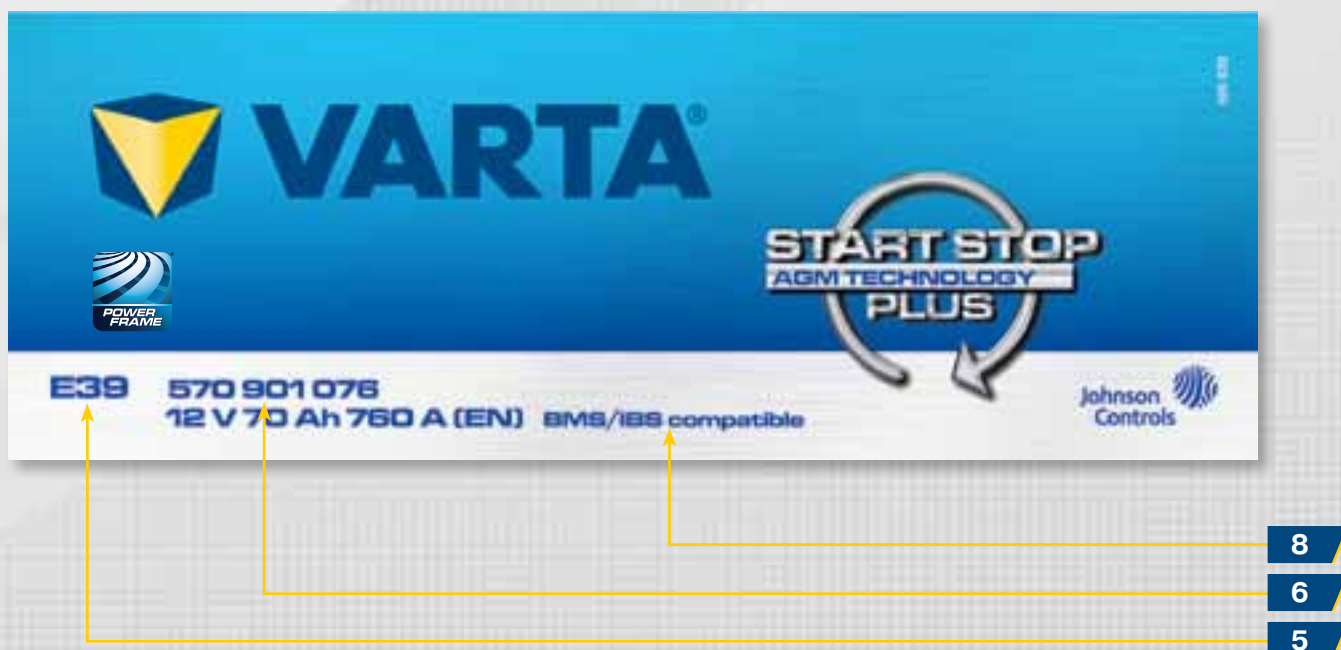 VARTA®
START STOP
AGM TECHNOLOGY
PLUS
POWER
FRAME
E39 570 901 076
12 V 70 Ah 760 A (EN) BMS/IBS compatible
Johnson
Controls
8
6
5